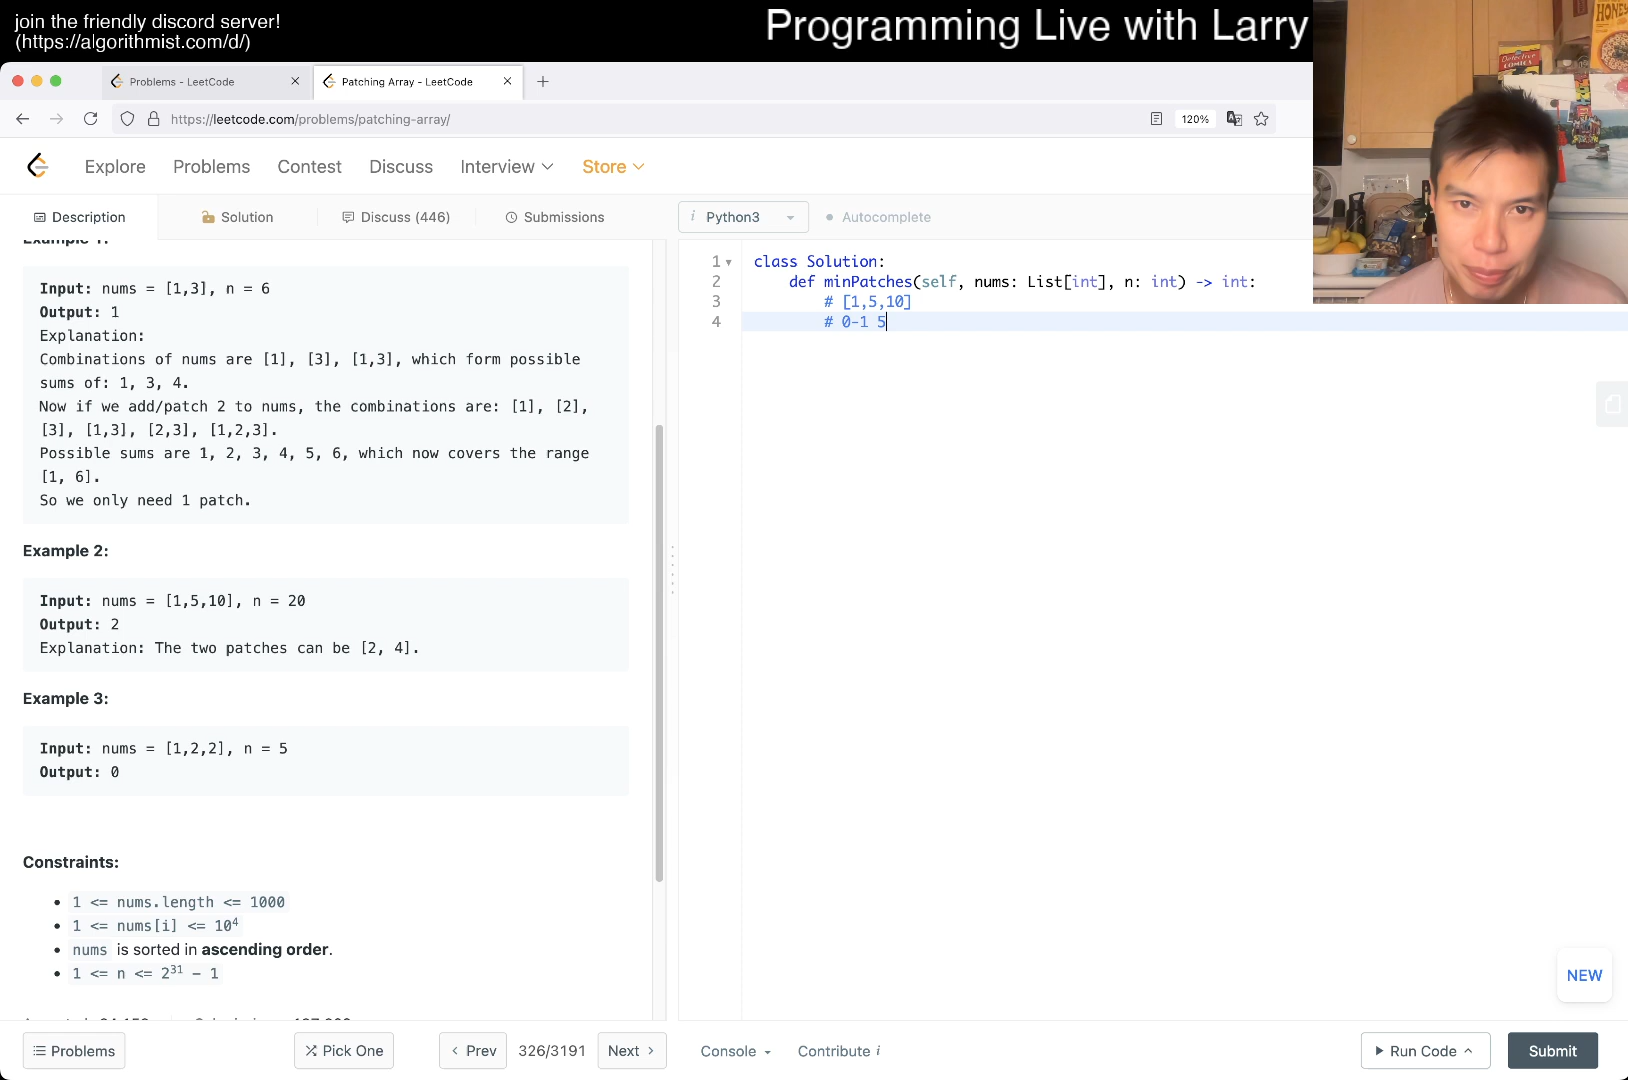 join the friendly discord server!
(https://algorithmist.com/d/)
Programming Live with Larry
Problems - LeetCode
Patching Array - LeetCode
https://leetcode.com/problems/patching-array/
120%
Explore Problems Contest Discuss Interview Store
Description Solution Discuss (446) Submissions
i Python3 Autocomplete
Example 1:
Input: nums = [1,3], n = 6
Output: 1
Explanation:
Combinations of nums are [1], [3], [1,3], which form possible
sums of: 1, 3, 4.
Now if we add/patch 2 to nums, the combinations are: [1], [2],
[3], [1,3], [2,3], [1,2,3].
Possible sums are 1, 2, 3, 4, 5, 6, which now covers the range
[1, 6].
So we only need 1 patch.
Example 2:
Input: nums = [1,5,10], n = 20
Output: 2
Explanation: The two patches can be [2, 4].
Example 3:
Input: nums = [1,2,2], n = 5
Output: 0
Constraints:
1 <= nums.length <= 1000
1 <= nums[i] <= 10⁴
nums is sorted in ascending order.
1 <= n <= 2³¹ - 1
1 class Solution:
2 def minPatches(self, nums: List[int], n: int) -> int:
3 # [1,5,10]
4 # 0-1 5
HONEY
NEW
Problems Pick One Prev 326/3191 Next Console Contribute i Run Code Submit